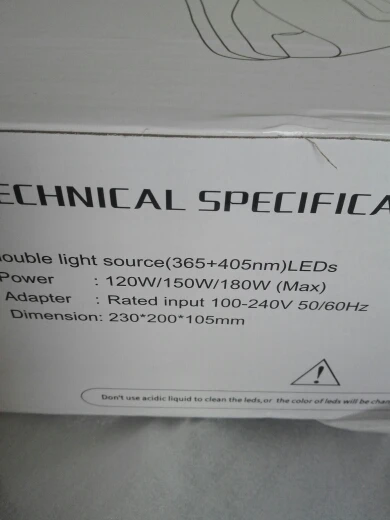 ECHNICAL SPECIFICA
ouble light source(365+405nm)LEDs
Power : 120W/150W/180W (Max)
Adapter : Rated input 100-240V 50/60Hz
Dimension: 230*200*105mm
Don't use acidic liquid to clean the leds,or the color of leds will be chan